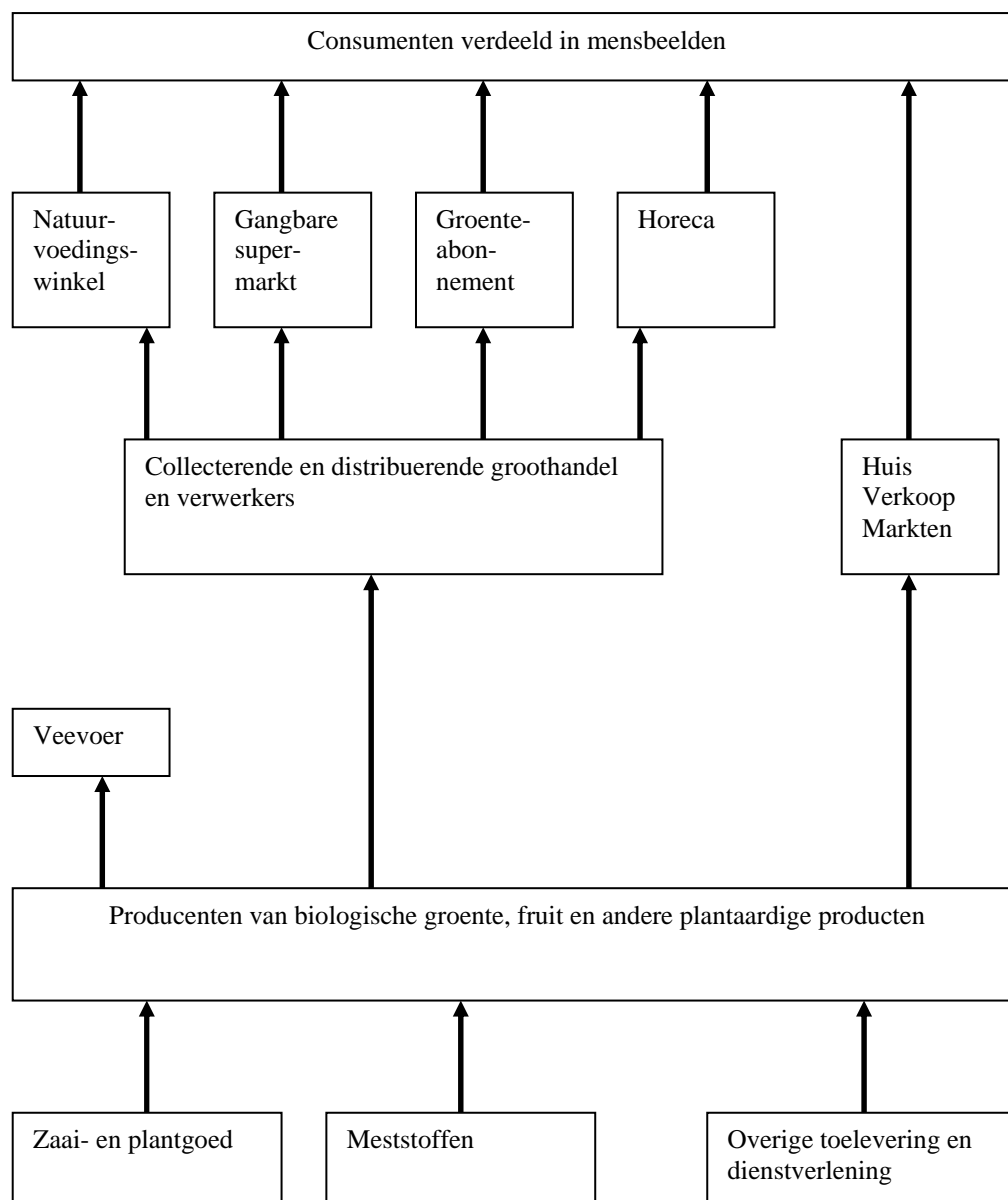 Consumenten verdeeld in mensbeelden
Natuur-
voedings-
winkel
Gangbare
super-
markt
Groente-
abon-
nement
Horeca
Collecterende en distribuerende groothandel
en verwerkers
Huis
Verkoop
Markten
Veevoer
Producenten van biologische groente, fruit en andere plantaardige producten
Zaai- en plantgoed
Meststoffen
Overige toelevering en
dienstverlening